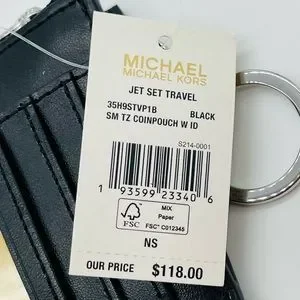 MICHAEL
MICHAEL KORS
JET SET TRAVEL
35H9STVP1B BLACK
SM TZ COINPOUCH W ID
S214-0001
1 93599 23340 6
FSC
MIX
Paper
FSC® C012345
NS
OUR PRICE $118.00